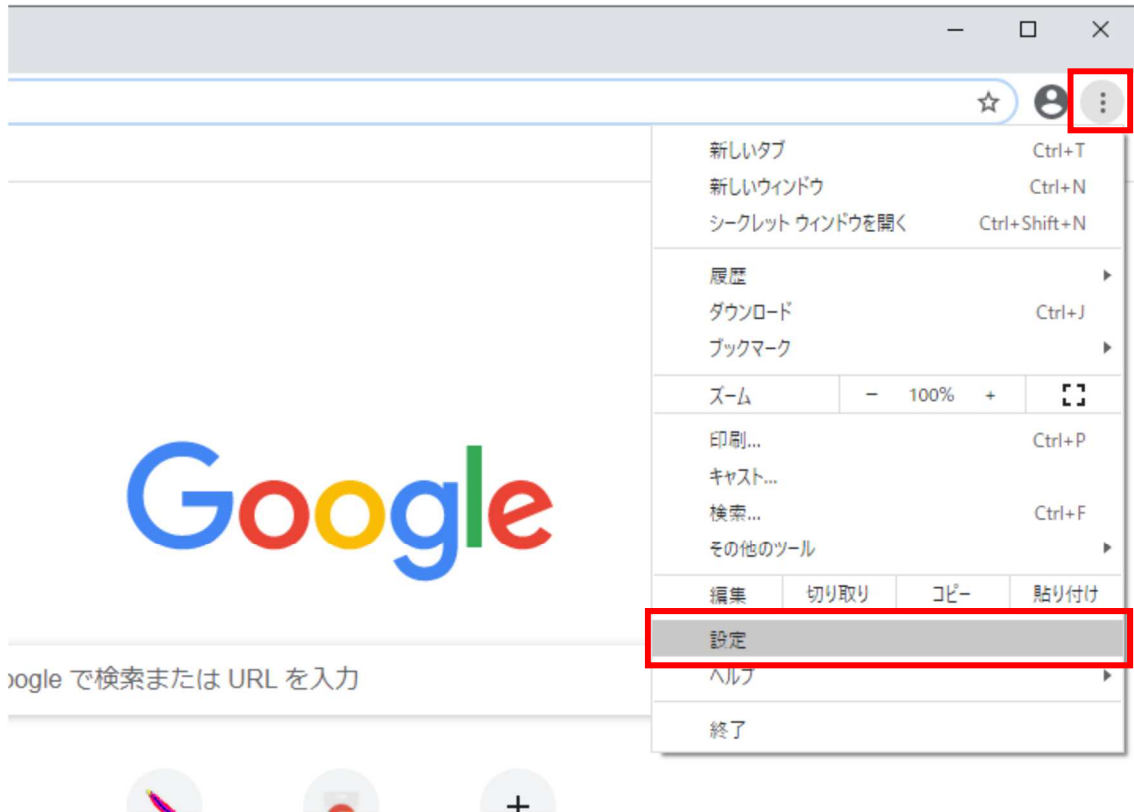 新しいタブ Ctrl+T
新しいウィンドウ Ctrl+N
シークレット ウィンドウを開く Ctrl+Shift+N
履歴
ダウンロード Ctrl+J
ブックマーク
ズーム − 100% +
印刷... Ctrl+P
キャスト...
検索... Ctrl+F
その他のツール
編集 切り取り コピー 貼り付け
設定
ヘルプ
終了
Google
oogle で検索または URL を入力